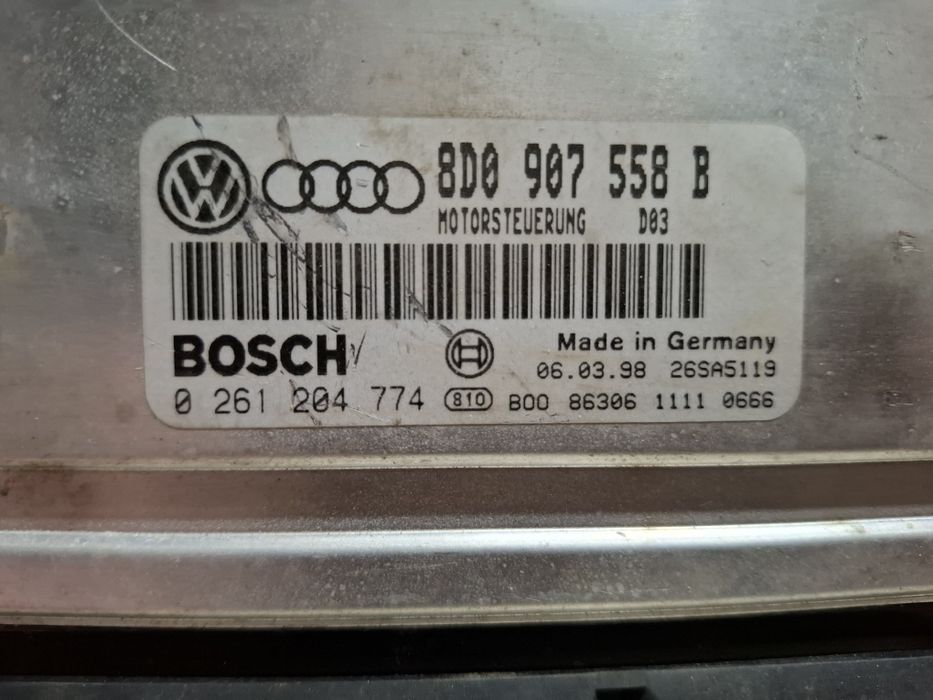 8D0 907 558 B
MOTORSTEUERUNG D03
BOSCH Made in Germany
06.03.98 26SA5119
0 261 204 774 810 B00 86306 1111 0666